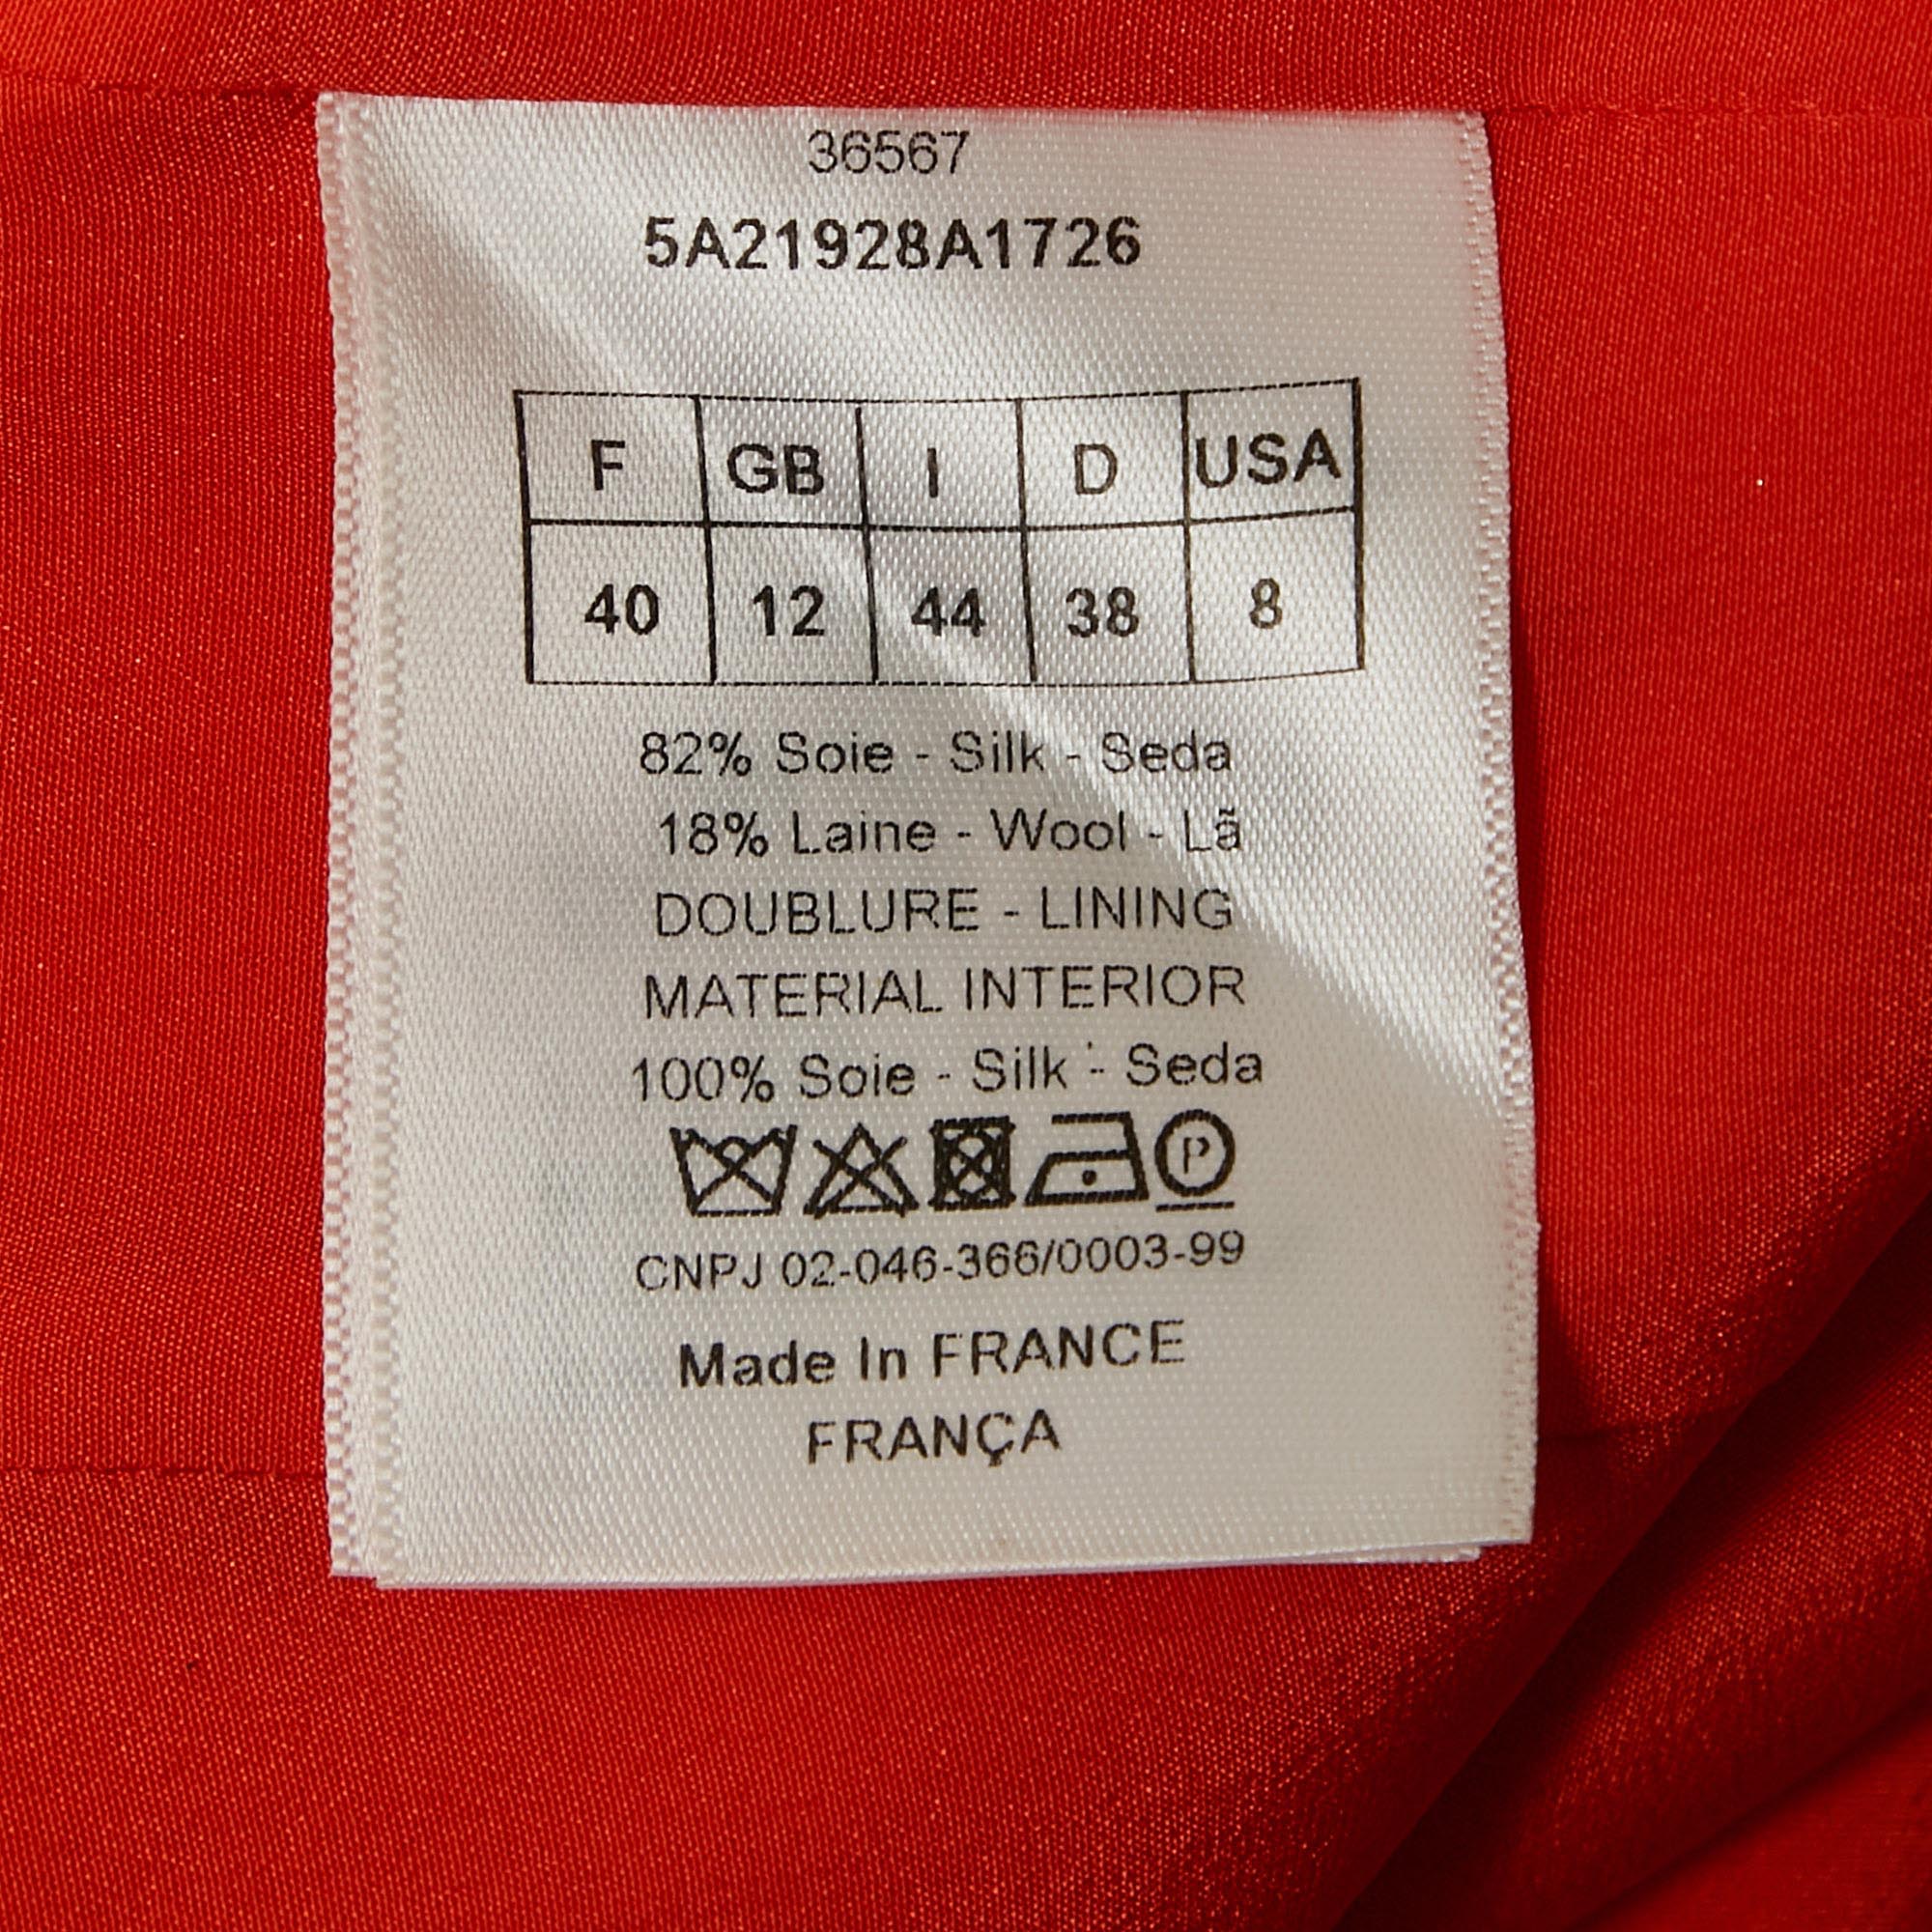 36567
5A21928A1726
F GB I D USA
40 12 44 38 8
82% Soie - Silk - Seda
18% Laine - Wool - Lã
DOUBLURE - LINING
MATERIAL INTERIOR
100% Soie - Silk - Seda
P
CNPJ 02-046-366/0003-99
Made In FRANCE
FRANÇA